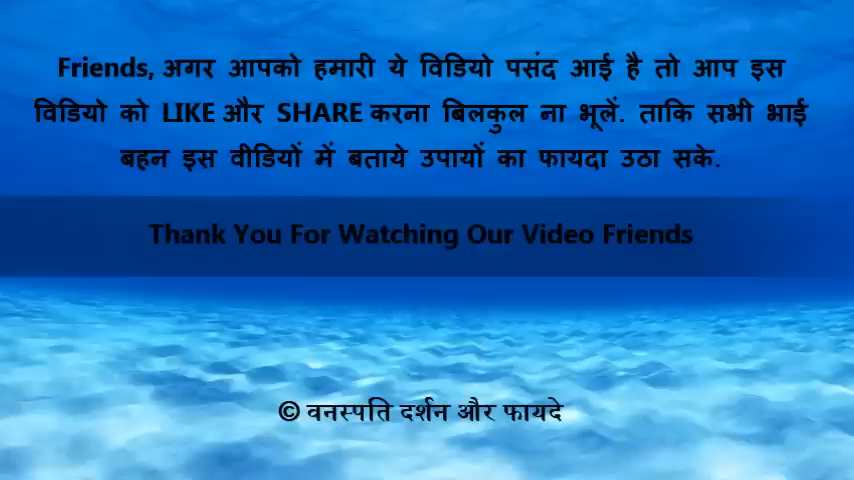 Friends, अगर आपको हमारी ये विडियो पसंद आई है तो आप इस
विडियो को LIKE और SHARE करना बिलकुल ना भूलें. ताकि सभी भाई
बहन इस वीडियों में बताये उपायों का फायदा उठा सके.
Thank You For Watching Our Video Friends
© वनस्पति दर्शन और फायदे